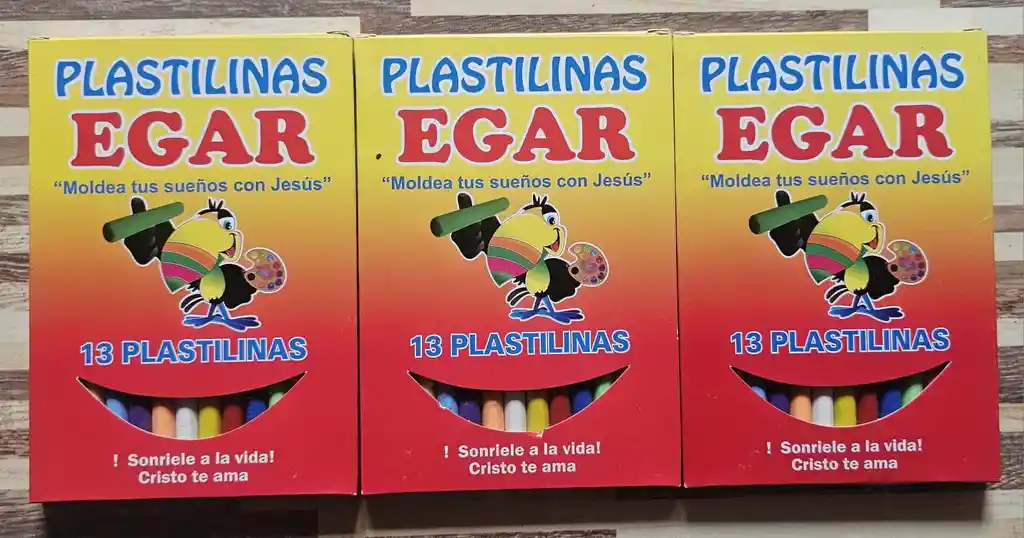 PLASTILINAS
EGAR
“Moldea tus sueños con Jesús”
13 PLASTILINAS
! Sonriele a la vida!
Cristo te ama
PLASTILINAS
EGAR
“Moldea tus sueños con Jesús”
13 PLASTILINAS
! Sonriele a la vida!
Cristo te ama
PLASTILINAS
EGAR
“Moldea tus sueños con Jesús”
13 PLASTILINAS
! Sonriele a la vida!
Cristo te ama